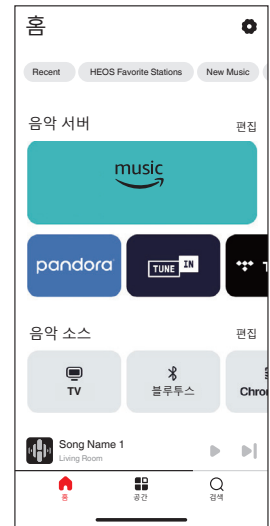 홈
Recent HEOS Favorite Stations New Music
음악 서버 편집
music
pandora TUNE IN
음악 소스 편집
TV 블루투스
Song Name 1
Living Room
홈 공간 검색